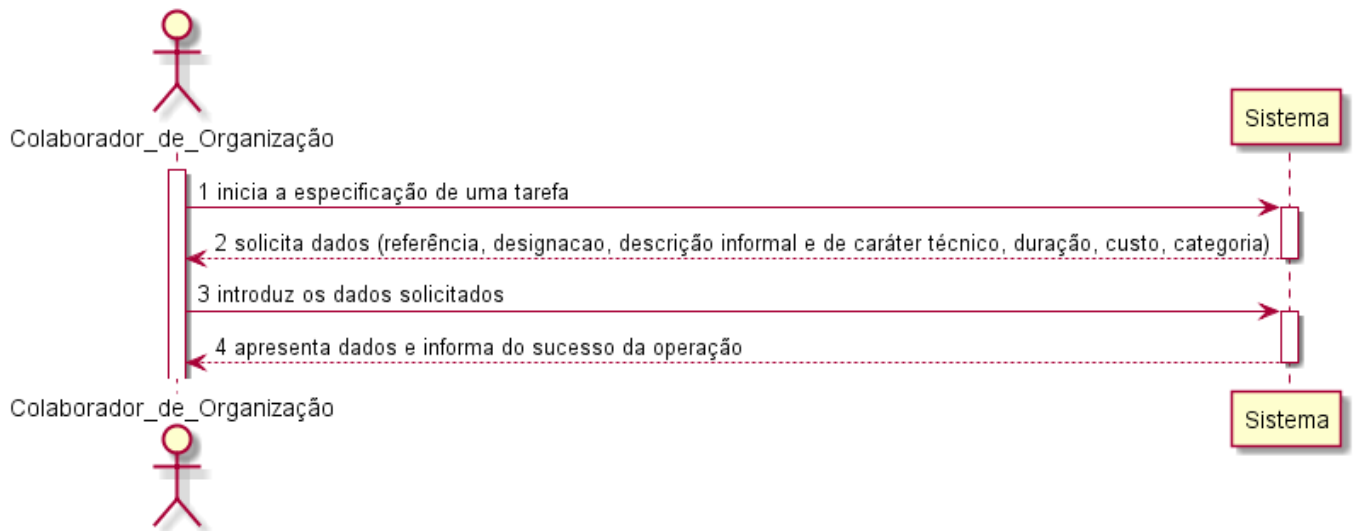 Colaborador_de_Organização
Sistema
1 inicia a especificação de uma tarefa
2 solicita dados (referência, designacao, descrição informal e de caráter técnico, duração, custo, categoria)
3 introduz os dados solicitados
4 apresenta dados e informa do sucesso da operação
Colaborador_de_Organização
Sistema